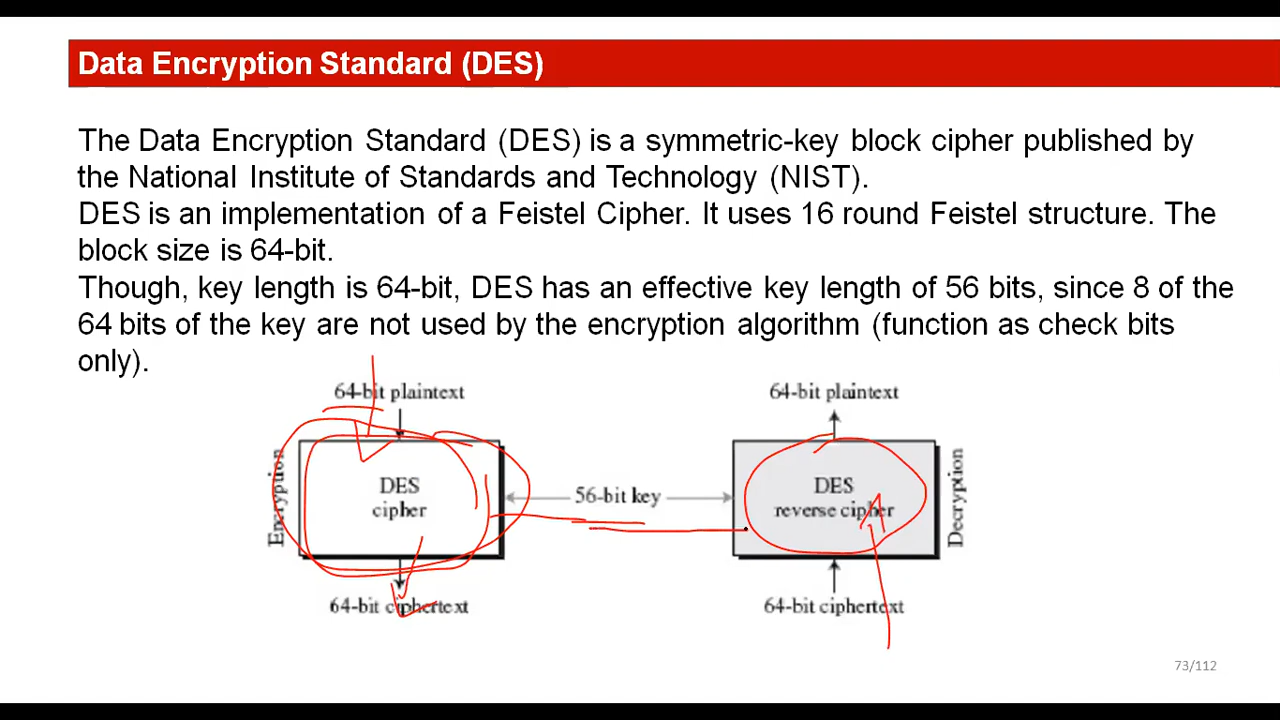 Data Encryption Standard (DES)
The Data Encryption Standard (DES) is a symmetric-key block cipher published by
the National Institute of Standards and Technology (NIST).
DES is an implementation of a Feistel Cipher. It uses 16 round Feistel structure. The
block size is 64-bit.
Though, key length is 64-bit, DES has an effective key length of 56 bits, since 8 of the
64 bits of the key are not used by the encryption algorithm (function as check bits
only).
64-bit plaintext
64-bit plaintext
Encryption
DES
cipher
56-bit key
DES
reverse cipher
Decryption
64-bit ciphertext
64-bit ciphertext
73/112